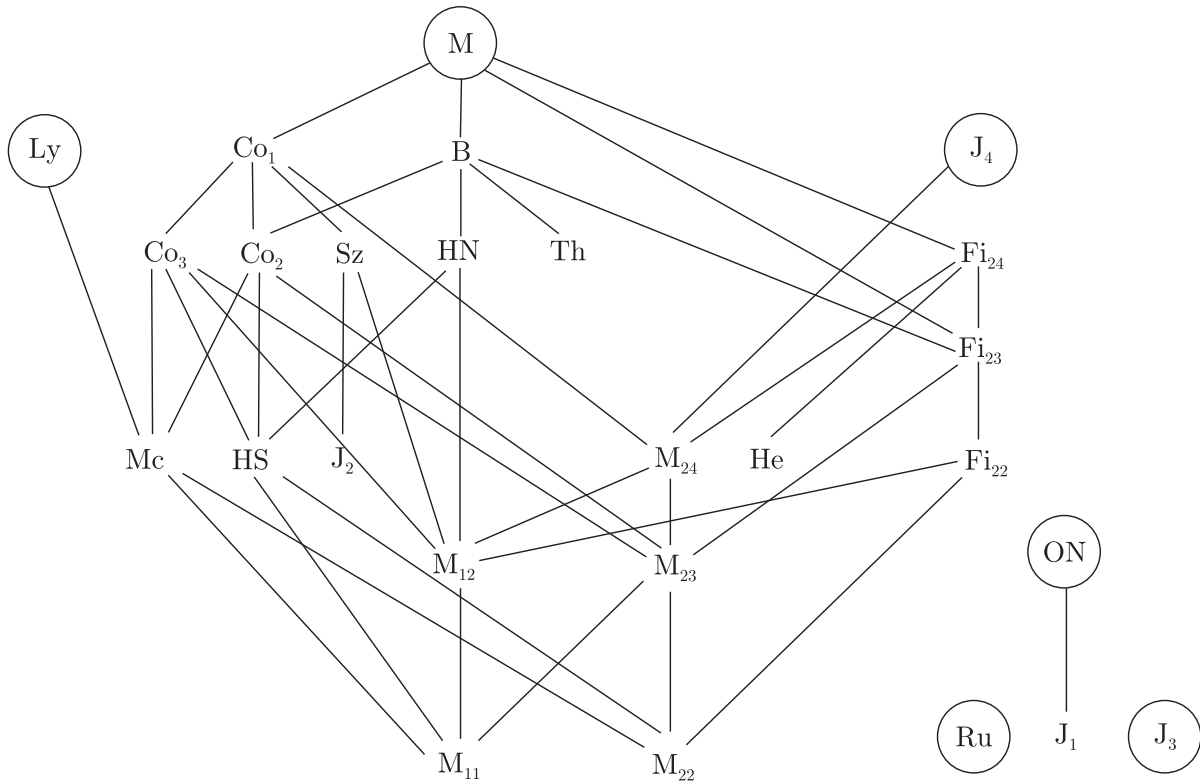 M
Ly
Co₁
B
J₄
Co₃
Co₂
Sz
HN
Th
Fi₂₄
Fi₂₃
Mc
HS
J₂
M₂₄
He
Fi₂₂
M₁₂
M₂₃
ON
M₁₁
M₂₂
Ru
J₁
J₃